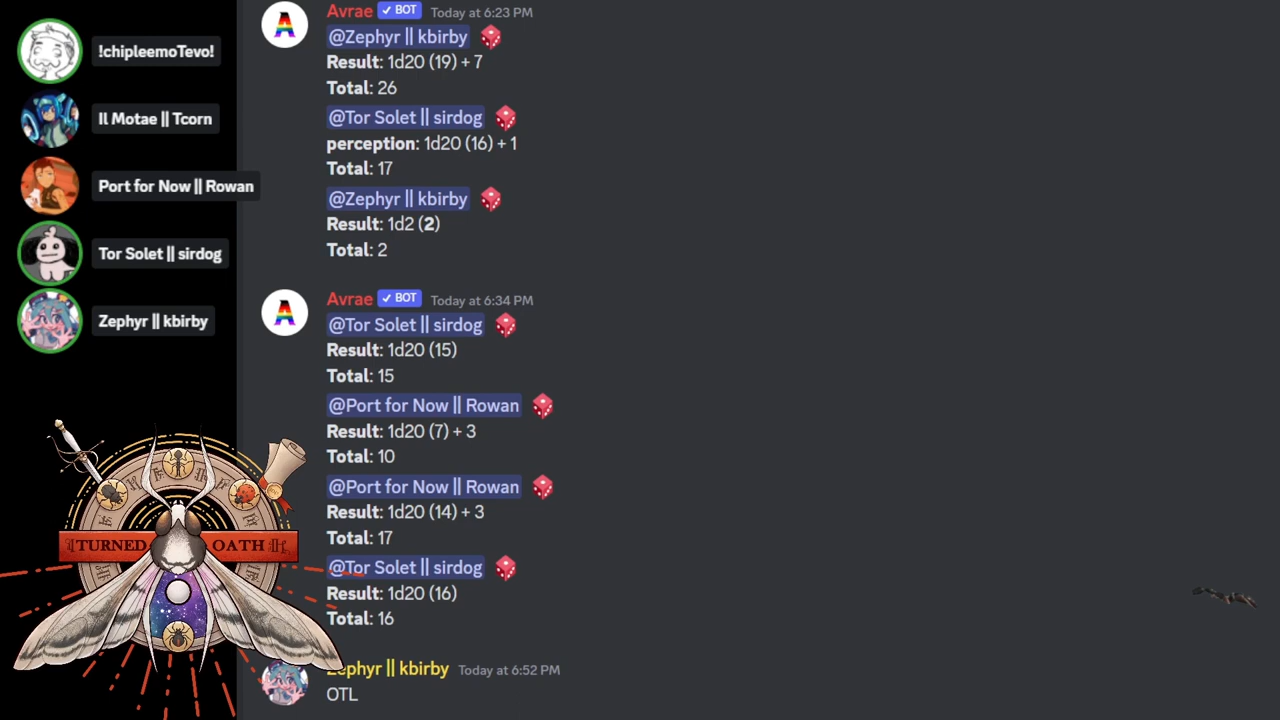 !chipleemoTevo!
Il Motae || Tcorn
Port for Now || Rowan
Tor Solet || sirdog
Zephyr || kbirby
TURNED OATH
A
Avrae ✓ BOT Today at 6:23 PM
@Zephyr || kbirby
Result: 1d20 (19) + 7
Total: 26
@Tor Solet || sirdog
perception: 1d20 (16) + 1
Total: 17
@Zephyr || kbirby
Result: 1d2 (2)
Total: 2
A
Avrae ✓ BOT Today at 6:34 PM
@Tor Solet || sirdog
Result: 1d20 (15)
Total: 15
@Port for Now || Rowan
Result: 1d20 (7) + 3
Total: 10
@Port for Now || Rowan
Result: 1d20 (14) + 3
Total: 17
@Tor Solet || sirdog
Result: 1d20 (16)
Total: 16
Zephyr || kbirby Today at 6:52 PM
OTL